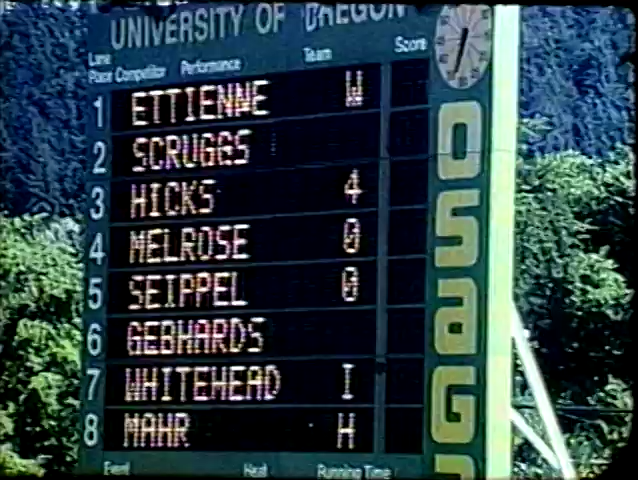 UNIVERSITY OF OREGON
Lane
Place Competitor Performance Team Score
1 ETTIENNE W
2 SCRUGGS
3 HICKS 4
4 MELROSE 0
5 SEIPPEL 0
6 GEBHARDS
7 WHITEHEAD I
8 MAHR H
Event Heat Running Time
OSaGa